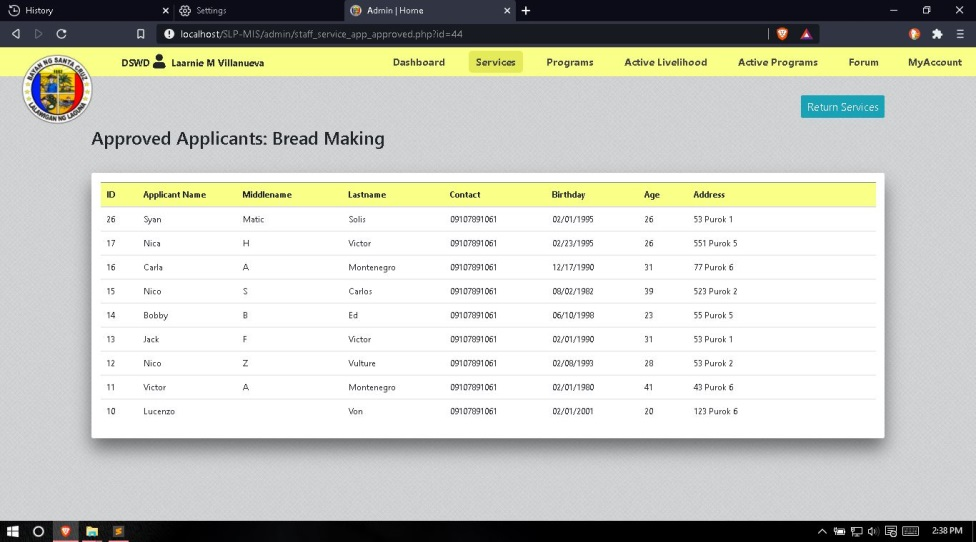 History
Settings
Admin | Home
localhost/SLP-MIS/admin/staff_service_app_approved.php?id=44
BAYAN NG SANTA CRUZ
LALAWIGAN NG LAGUNA
DSWD Laarnie M Villanueva Dashboard Services Programs Active Livelihood Active Programs Forum MyAccount
Return Services
Approved Applicants: Bread Making
ID Applicant Name Middlename Lastname Contact Birthday Age Address
26 Syan Matic Solis 09107891061 02/01/1995 26 53 Purok 1
17 Nica H Victor 09107891061 02/23/1995 26 551 Purok 5
16 Carla A Montenegro 09107891061 12/17/1990 31 77 Purok 6
15 Nico S Carlos 09107891061 08/02/1982 39 523 Purok 2
14 Bobby B Ed 09107891061 06/10/1998 23 55 Purok 5
13 Jack F Victor 09107891061 02/01/1990 31 53 Purok 1
12 Nico Z Vulture 09107891061 02/08/1993 28 53 Purok 2
11 Victor A Montenegro 09107891061 02/01/1980 41 43 Purok 6
10 Lucenzo Von 09107891061 02/01/2001 20 123 Purok 6
2:38 PM